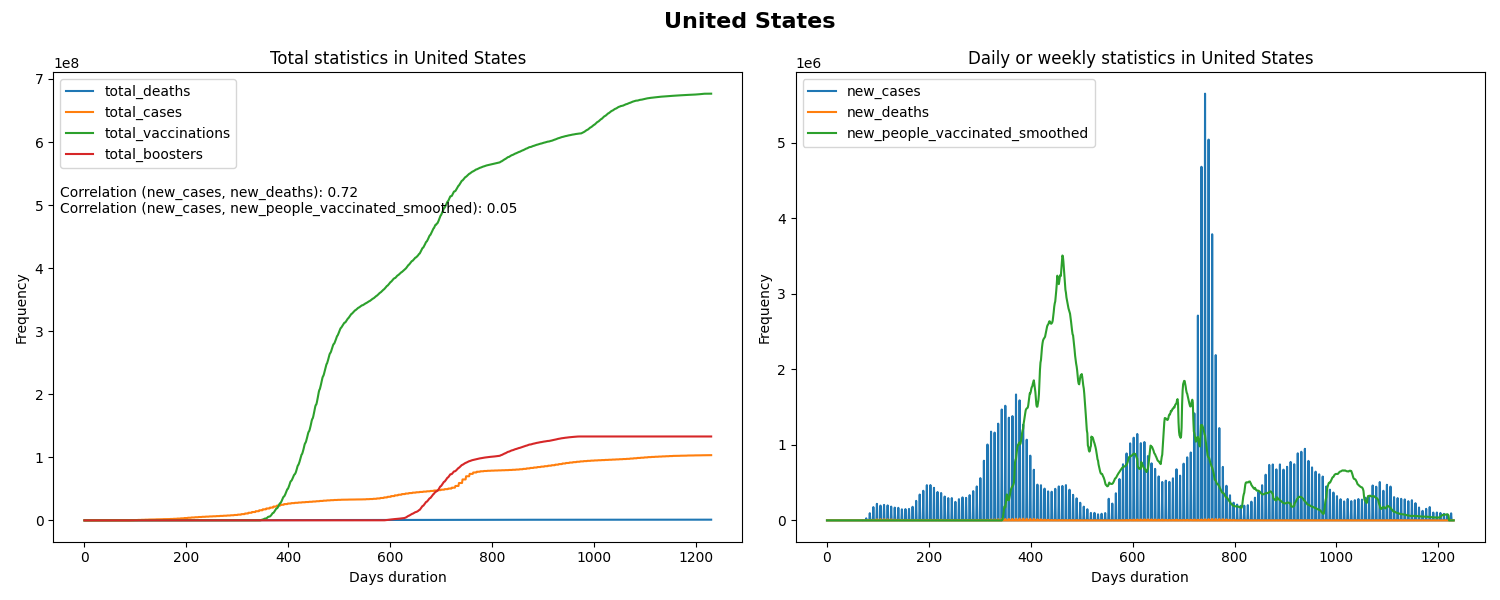 United States
Total statistics in United States
1e8
7
6
5
4
3
2
1
0
Frequency
total_deaths
total_cases
total_vaccinations
total_boosters
Correlation (new_cases, new_deaths): 0.72
Correlation (new_cases, new_people_vaccinated_smoothed): 0.05
0 200 400 600 800 1000 1200
Days duration
Daily or weekly statistics in United States
1e6
5
4
3
2
1
0
Frequency
new_cases
new_deaths
new_people_vaccinated_smoothed
0 200 400 600 800 1000 1200
Days duration